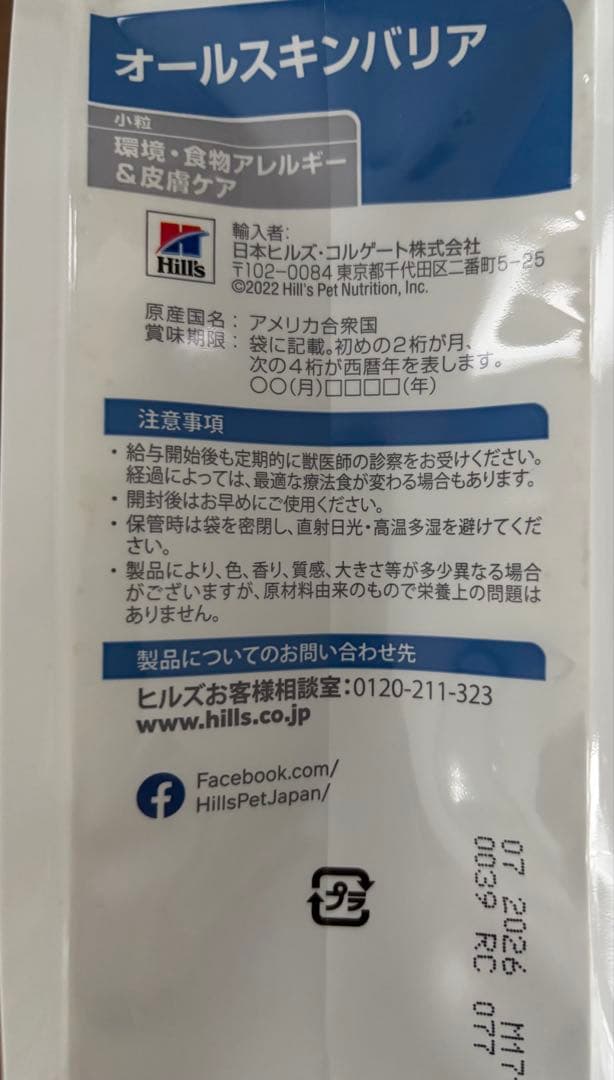 オールスキンバリア
小粒
環境・食物アレルギー
＆皮膚ケア
Hill's
輸入者:
日本ヒルズ・コルゲート株式会社
〒102-0084 東京都千代田区二番町5-25
©2022 Hill's Pet Nutrition, Inc.
原産国名： アメリカ合衆国
賞味期限： 袋に記載。初めの2桁が月、
次の4桁が西暦年を表します。
○○(月)□□□□(年)
注意事項
・給与開始後も定期的に獣医師の診察をお受けください。
経過によっては、最適な療法食が変わる場合もあります。
・開封後はお早めにご使用ください。
・保管時は袋を密閉し、直射日光・高温多湿を避けてくだ
さい。
・製品により、色、香り、質感、大きさ等が多少異なる場合
がございますが、原材料由来のもので栄養上の問題は
ありません。
製品についてのお問い合わせ先
ヒルズお客様相談室：0120-211-323
www.hills.co.jp
Facebook.com/
HillsPetJapan/
プラ
07 2026 M17
0039 RC 077